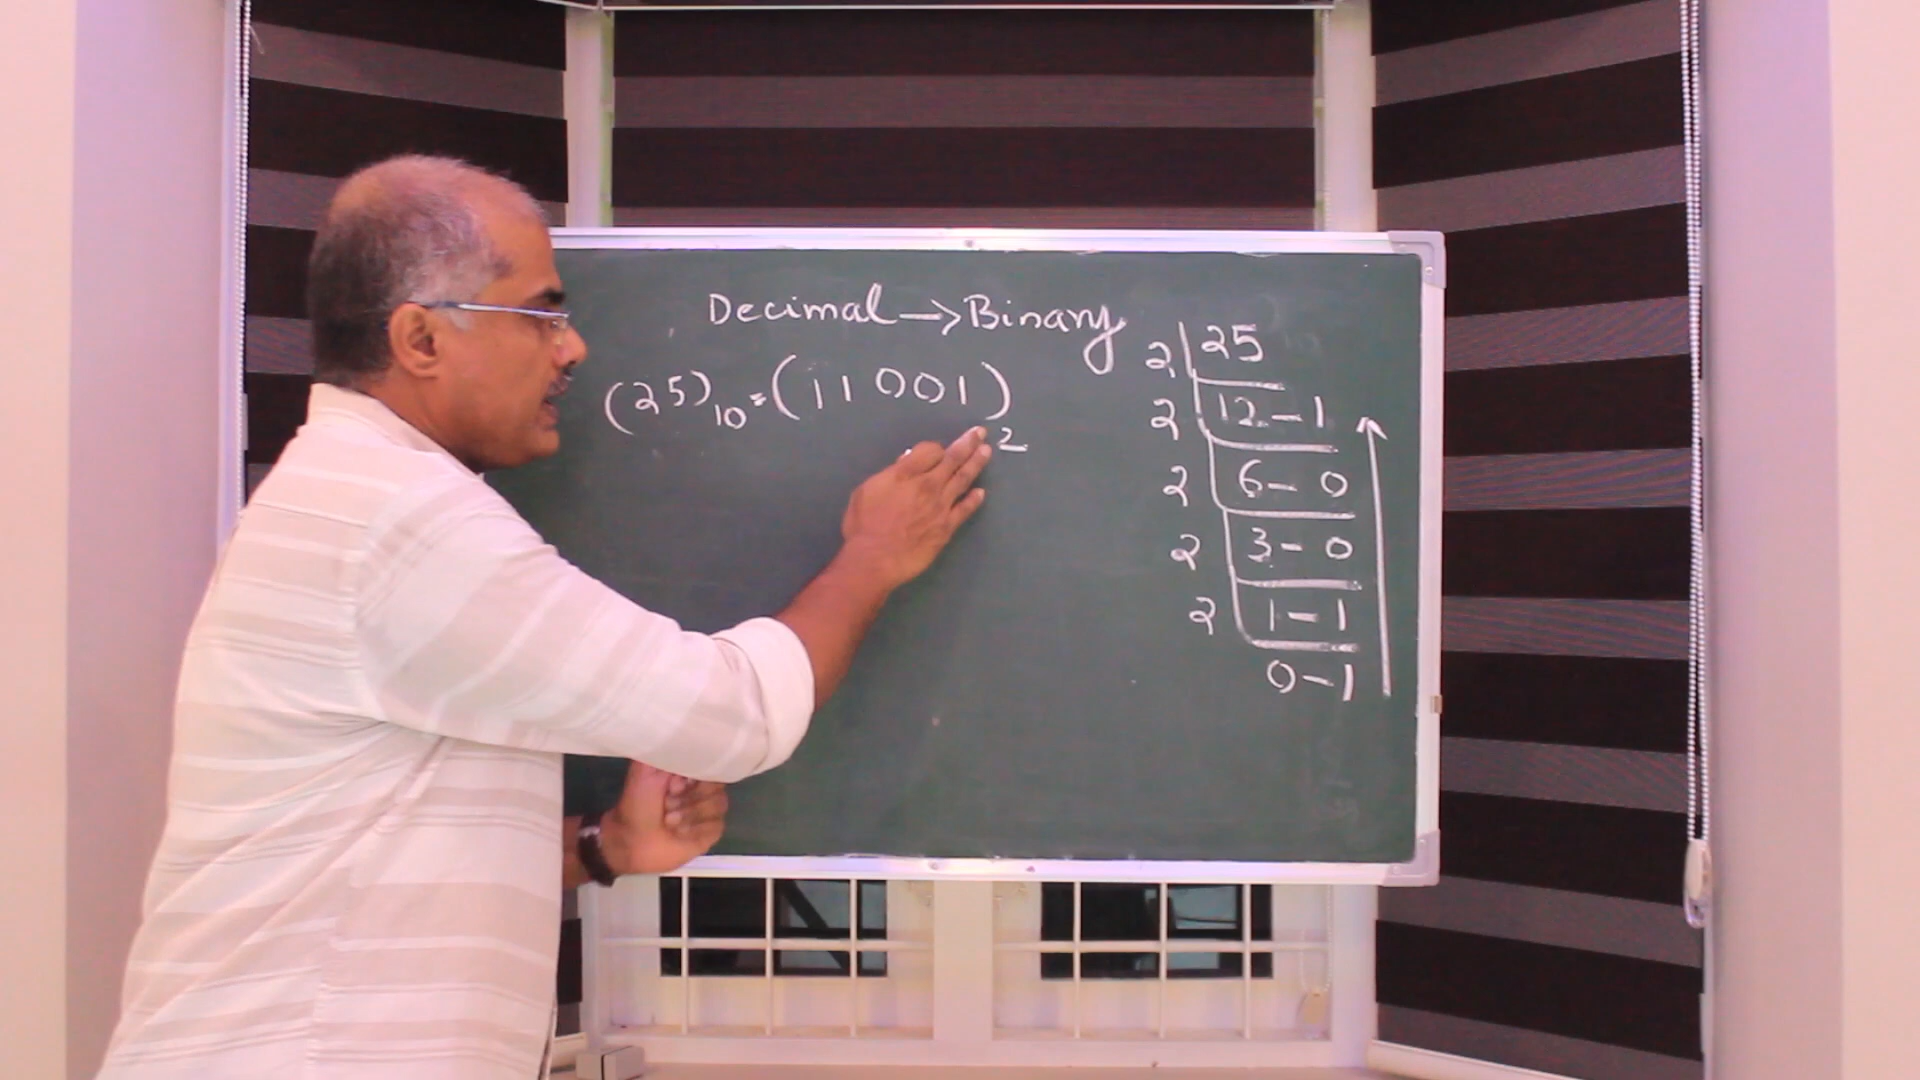 Decimal → Binary
(25)10 = (11001)2
2 | 25
2 | 12 - 1
2 | 6 - 0
2 | 3 - 0
2 | 1 - 1
0 - 1